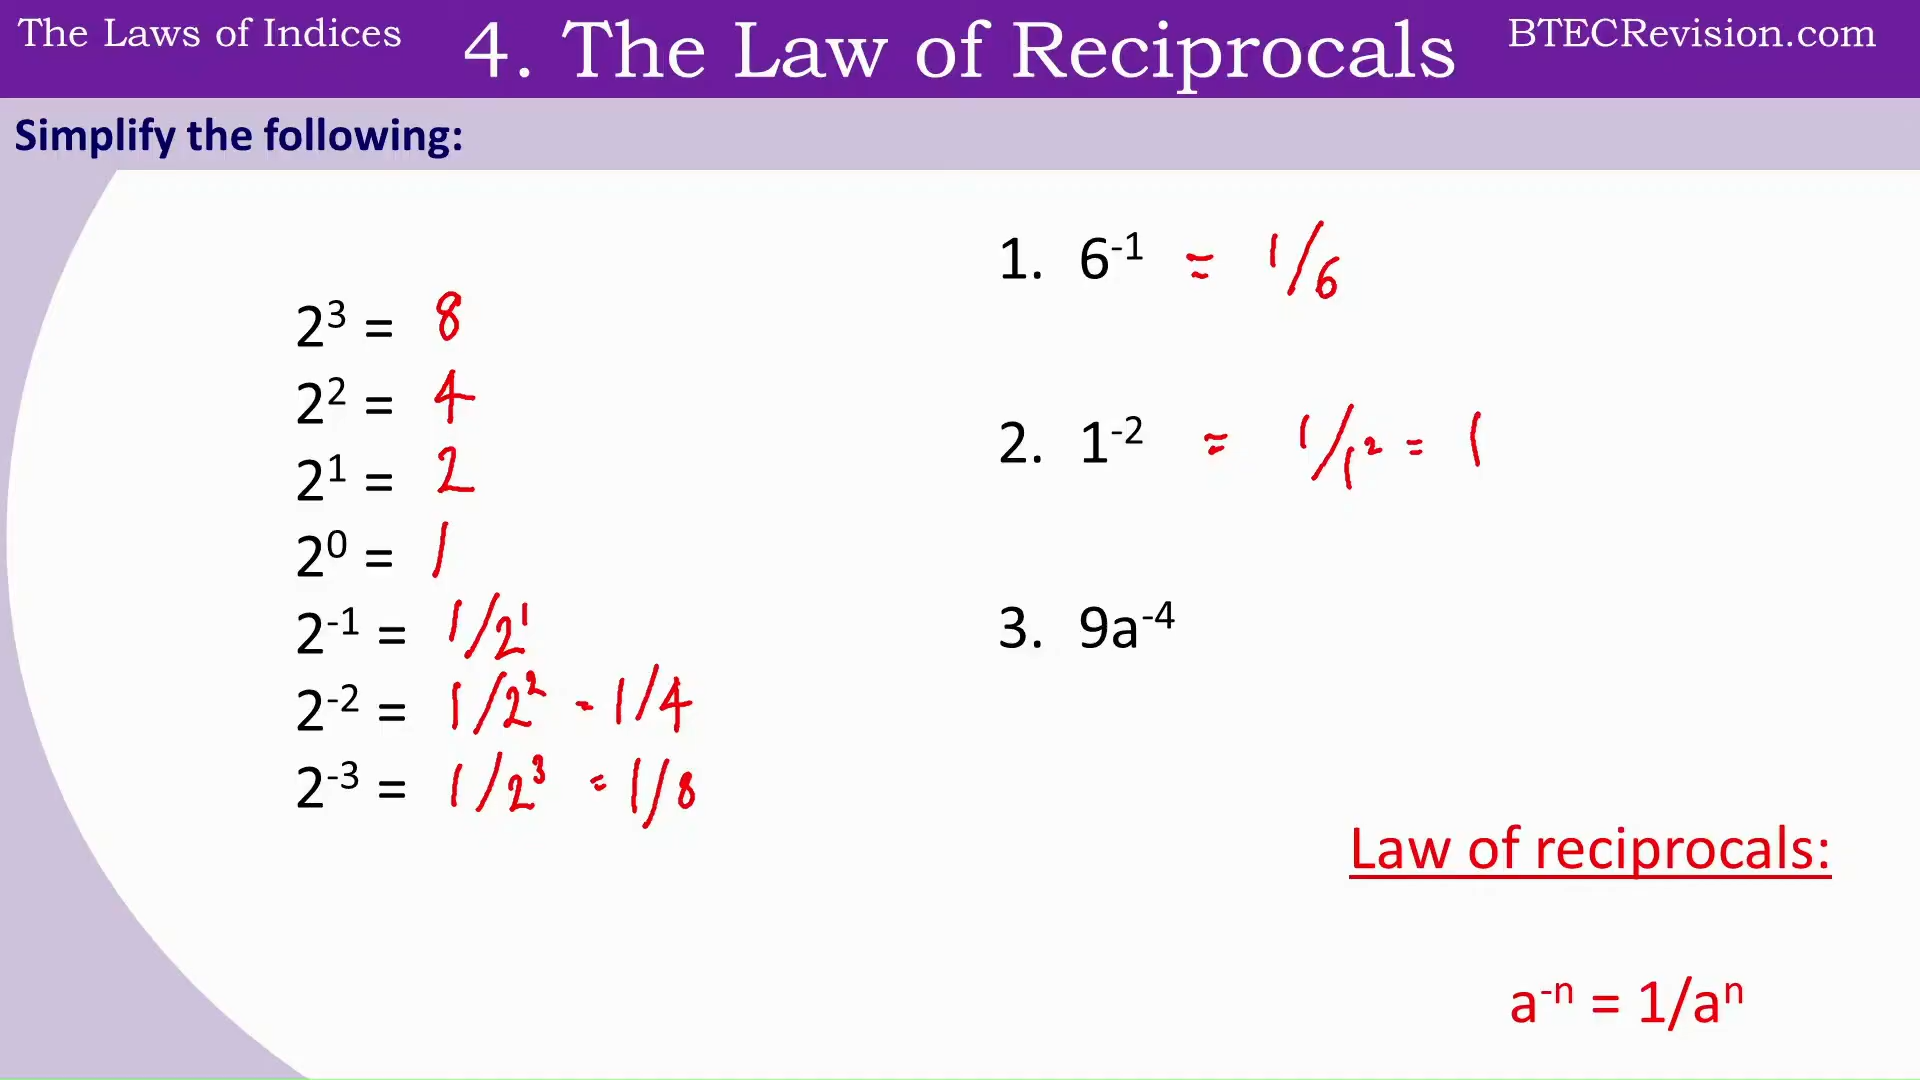 The Laws of Indices
4. The Law of Reciprocals
BTECRevision.com
Simplify the following:
2³ = 8
2² = 4
2¹ = 2
2⁰ = 1
2⁻¹ = 1/2¹
2⁻² = 1/2² = 1/4
2⁻³ = 1/2³ = 1/8
1. 6⁻¹ = 1/6
2. 1⁻² = 1/1² = 1
3. 9a⁻⁴
Law of reciprocals:
a⁻ⁿ = 1/aⁿ